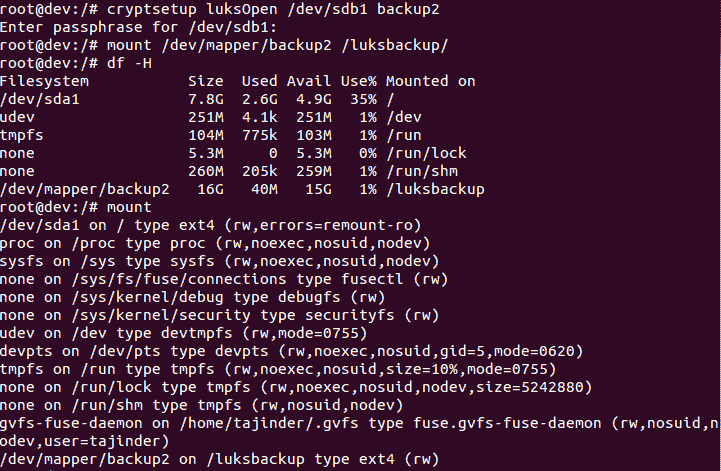 root@dev:/# cryptsetup luksOpen /dev/sdb1 backup2
Enter passphrase for /dev/sdb1:
root@dev:/# mount /dev/mapper/backup2 /luksbackup/
root@dev:/# df -H
Filesystem           Size  Used Avail Use% Mounted on
/dev/sda1            7.8G  2.6G  4.9G  35% /
udev                 251M  4.1k  251M   1% /dev
tmpfs                104M  775k  103M   1% /run
none                 5.3M     0  5.3M   0% /run/lock
none                 260M  205k  259M   1% /run/shm
/dev/mapper/backup2   16G   40M   15G   1% /luksbackup
root@dev:/# mount
/dev/sda1 on / type ext4 (rw,errors=remount-ro)
proc on /proc type proc (rw,noexec,nosuid,nodev)
sysfs on /sys type sysfs (rw,noexec,nosuid,nodev)
none on /sys/fs/fuse/connections type fusectl (rw)
none on /sys/kernel/debug type debugfs (rw)
none on /sys/kernel/security type securityfs (rw)
udev on /dev type devtmpfs (rw,mode=0755)
devpts on /dev/pts type devpts (rw,noexec,nosuid,gid=5,mode=0620)
tmpfs on /run type tmpfs (rw,noexec,nosuid,size=10%,mode=0755)
none on /run/lock type tmpfs (rw,noexec,nosuid,nodev,size=5242880)
none on /run/shm type tmpfs (rw,nosuid,nodev)
gvfs-fuse-daemon on /home/tajinder/.gvfs type fuse.gvfs-fuse-daemon (rw,nosuid,n
odev,user=tajinder)
/dev/mapper/backup2 on /luksbackup type ext4 (rw)